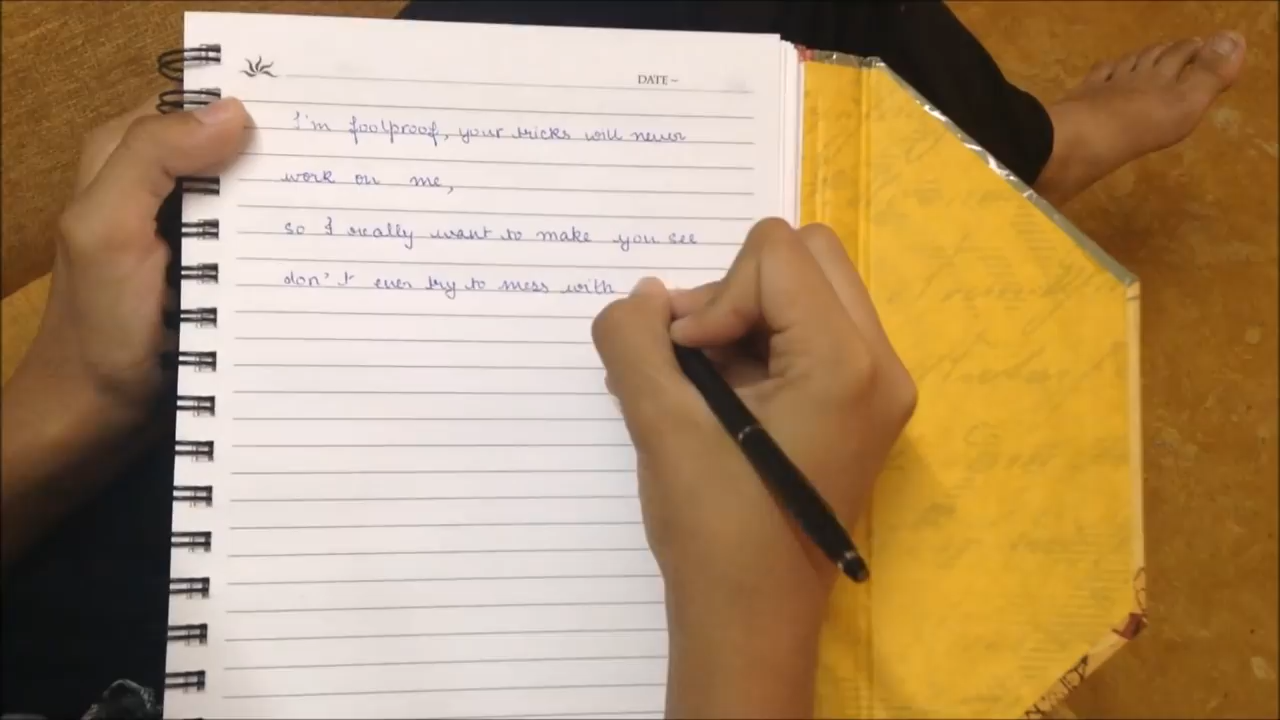 DATE -
I'm foolproof, your tricks will never
work on me,
so I really want to make you see
don't even try to mess with